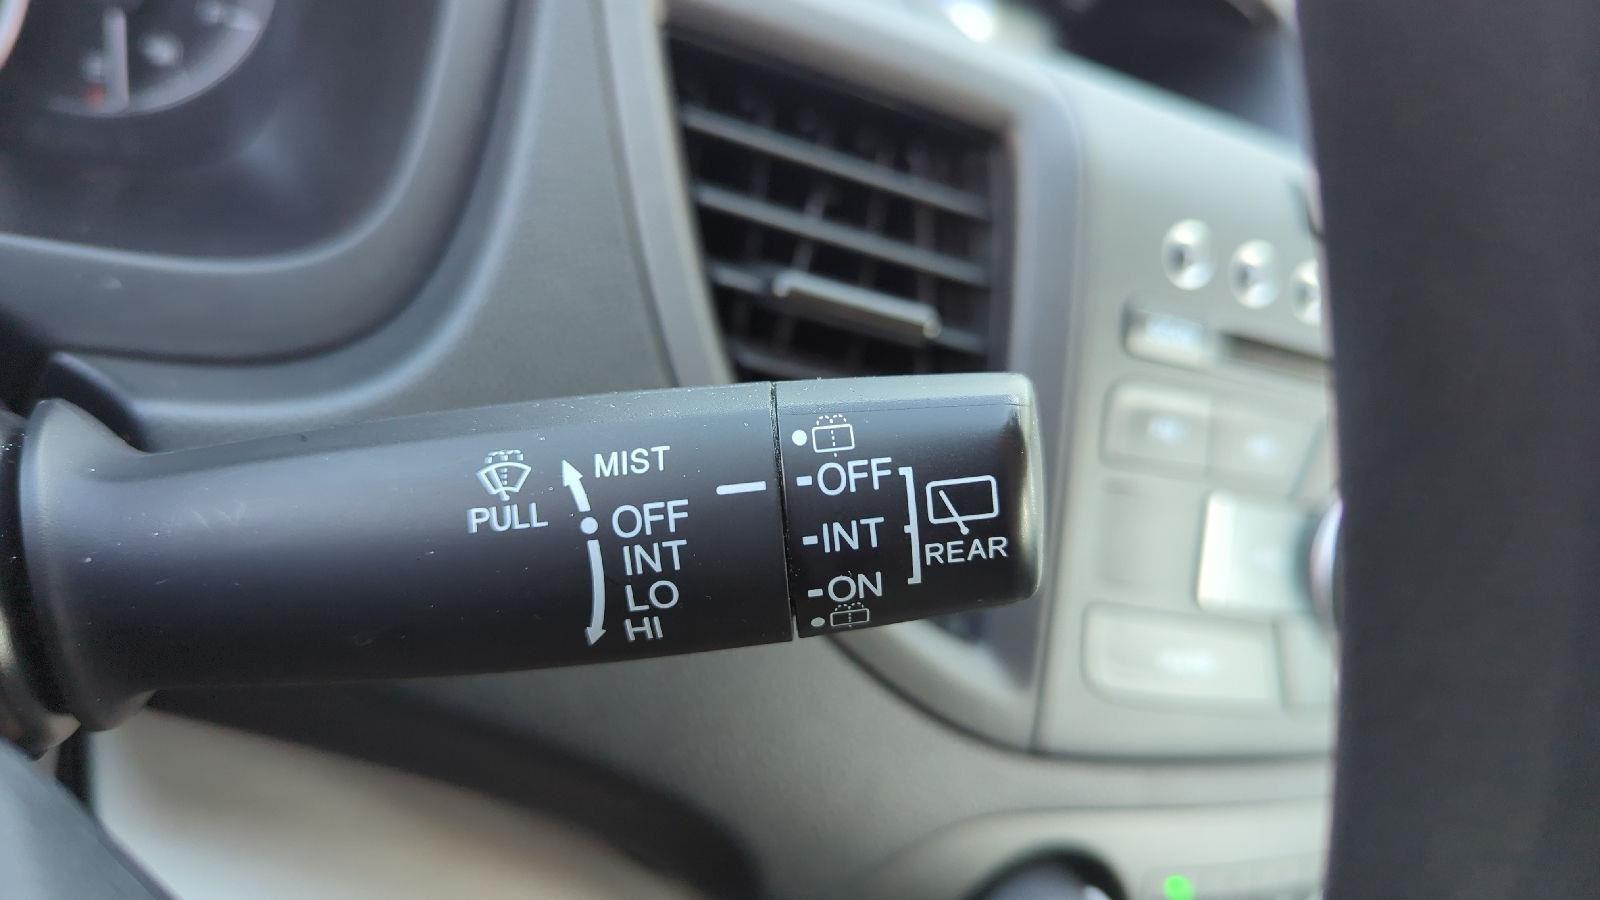 PULL
MIST
OFF
INT
LO
HI
-OFF
-INT
-ON
REAR